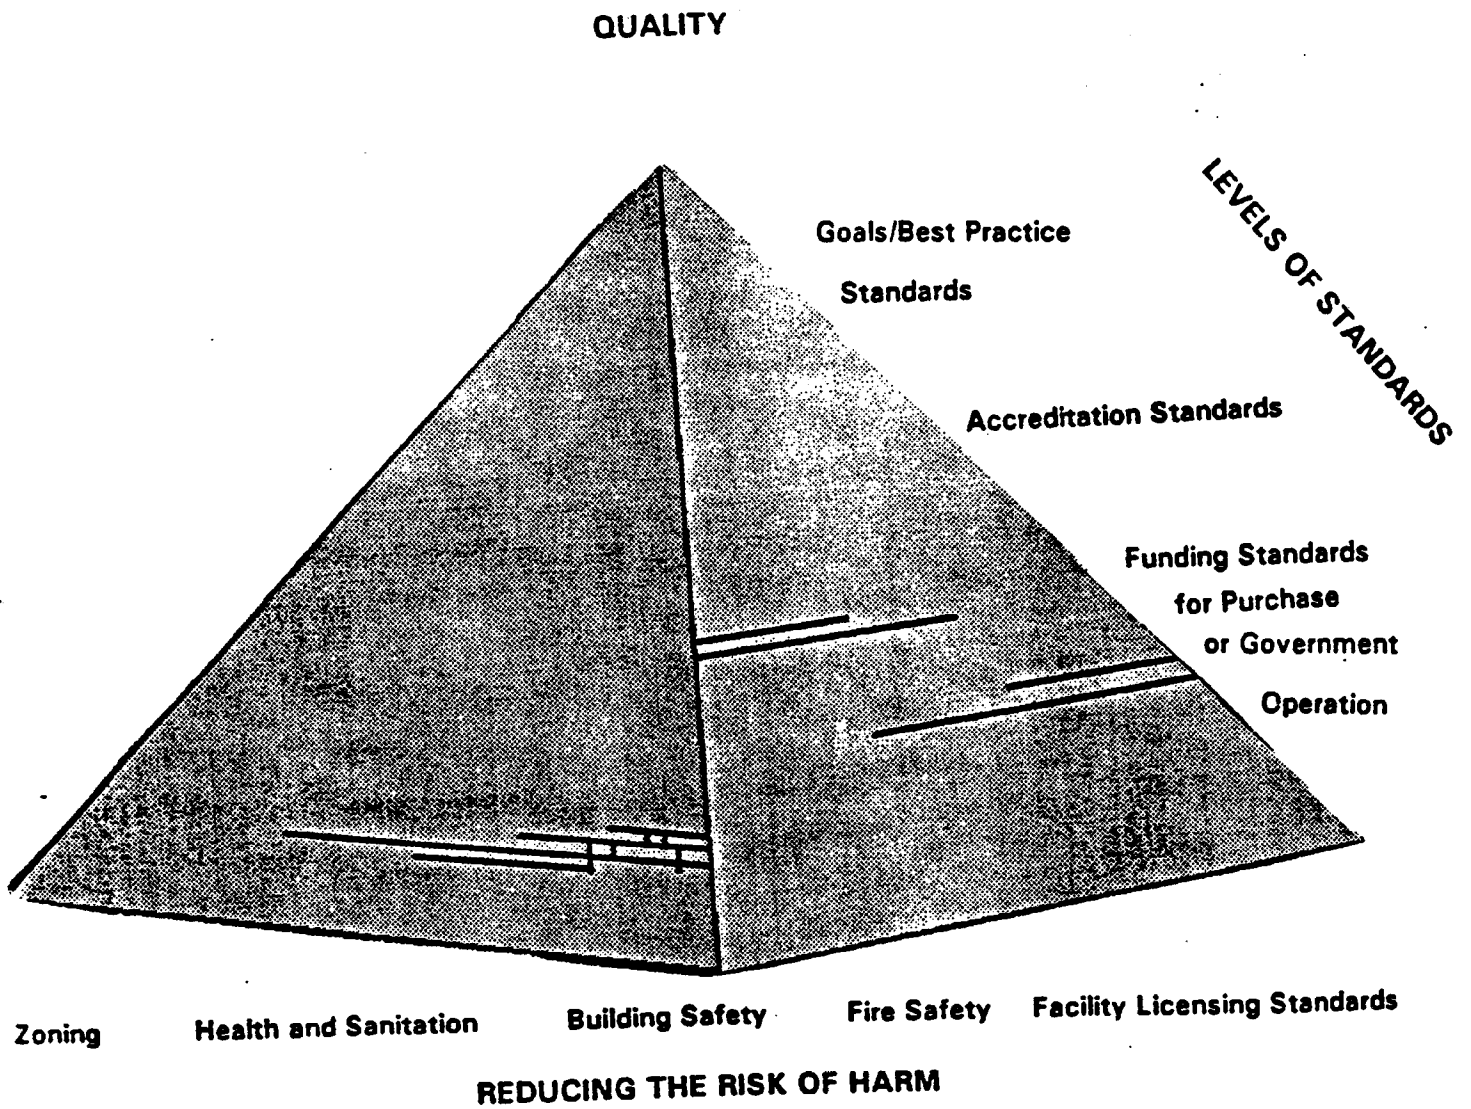 QUALITY
LEVELS OF STANDARDS
Goals/Best Practice
Standards
Accreditation Standards
Funding Standards
for Purchase
or Government
Operation
Zoning Health and Sanitation Building Safety Fire Safety Facility Licensing Standards
REDUCING THE RISK OF HARM